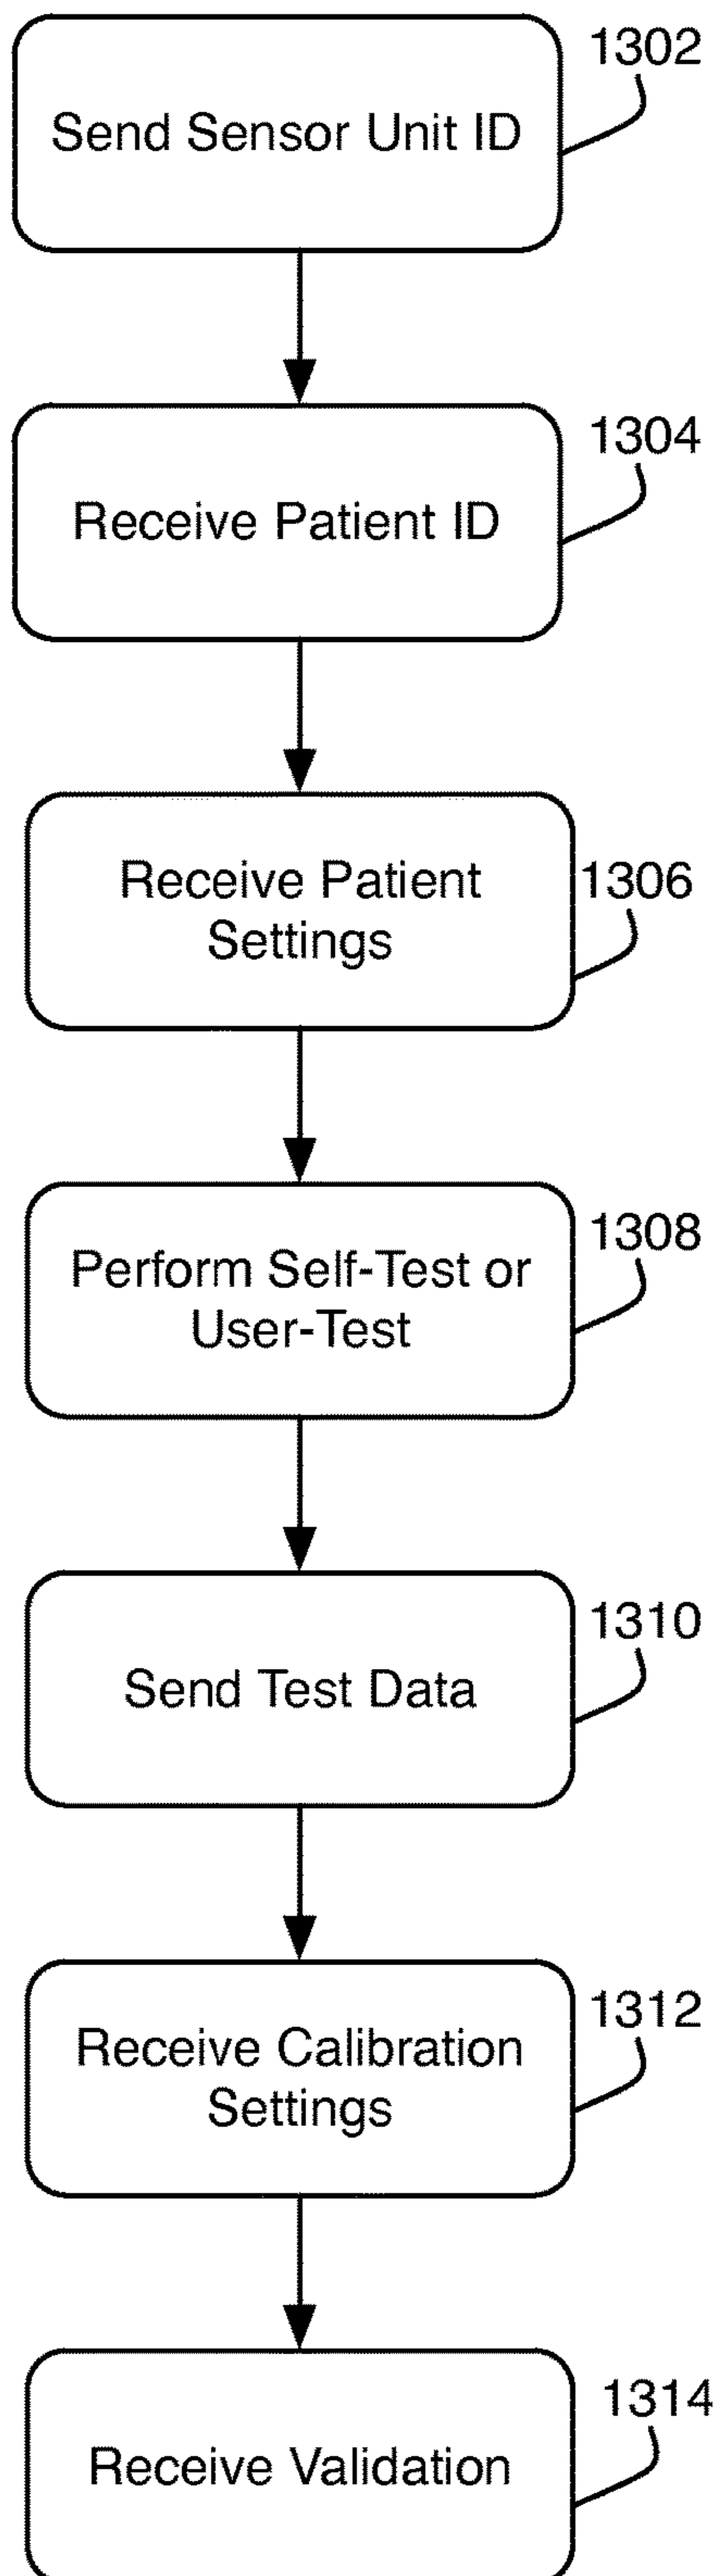 1302
Send Sensor Unit ID
1304
Receive Patient ID
1306
Receive Patient
Settings
1308
Perform Self-Test or
User-Test
1310
Send Test Data
1312
Receive Calibration
Settings
1314
Receive Validation